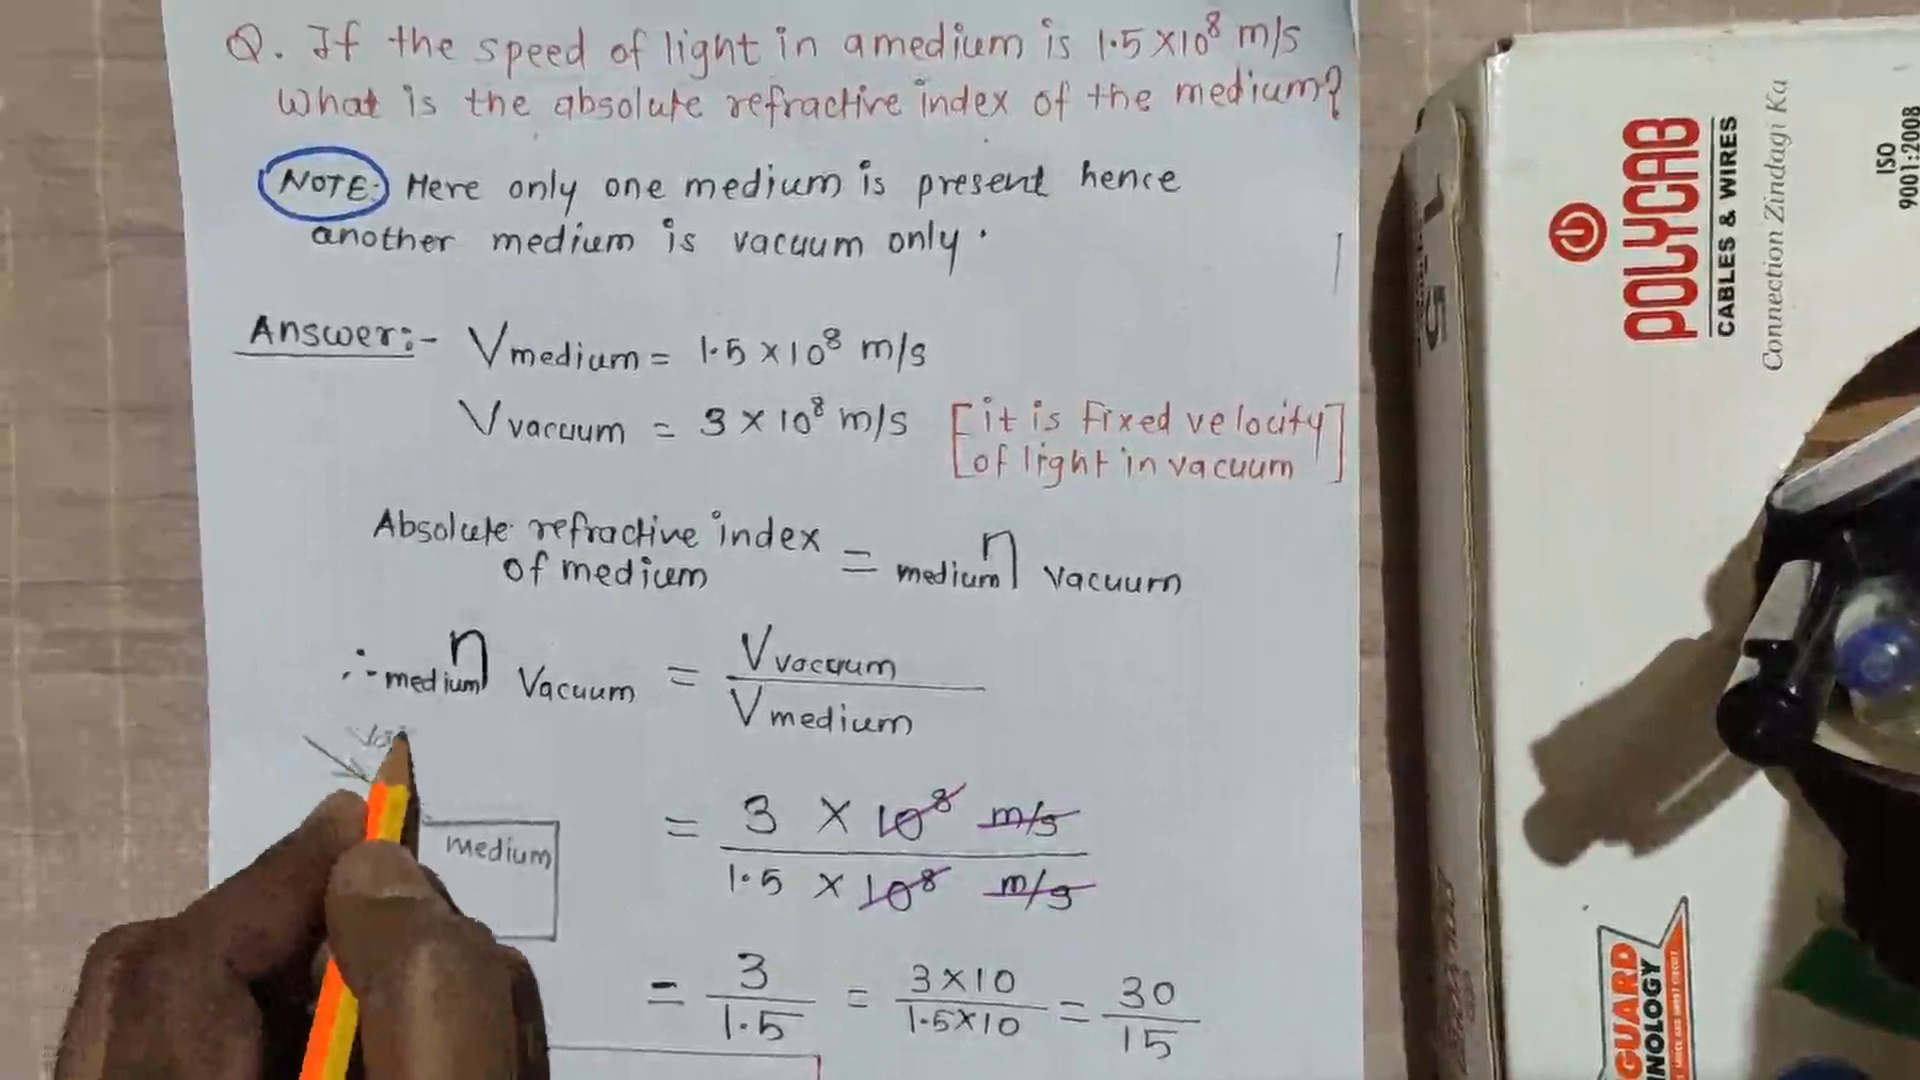 Q. If the speed of light in a medium is 1.5 × 10⁸ m/s
What is the absolute refractive index of the medium?
NOTE: Here only one medium is present hence
another medium is vacuum only.
Answer:- Vmedium = 1.5 × 10⁸ m/s
Vvacuum = 3 × 10⁸ m/s [it is fixed velocity
of light in vacuum]
Absolute refractive index
of medium = medium η vacuum
∴ medium η Vacuum = Vvacuum
Vmedium
Va
medium
= 3 × 10⁸ m/s
1.5 × 10⁸ m/s
= 3 = 3×10 = 30
1.5 1.5×10 15
POLYCAB
CABLES & WIRES
Connection Zindagi Ka
ISO
9001:2008
1.5
GUARD